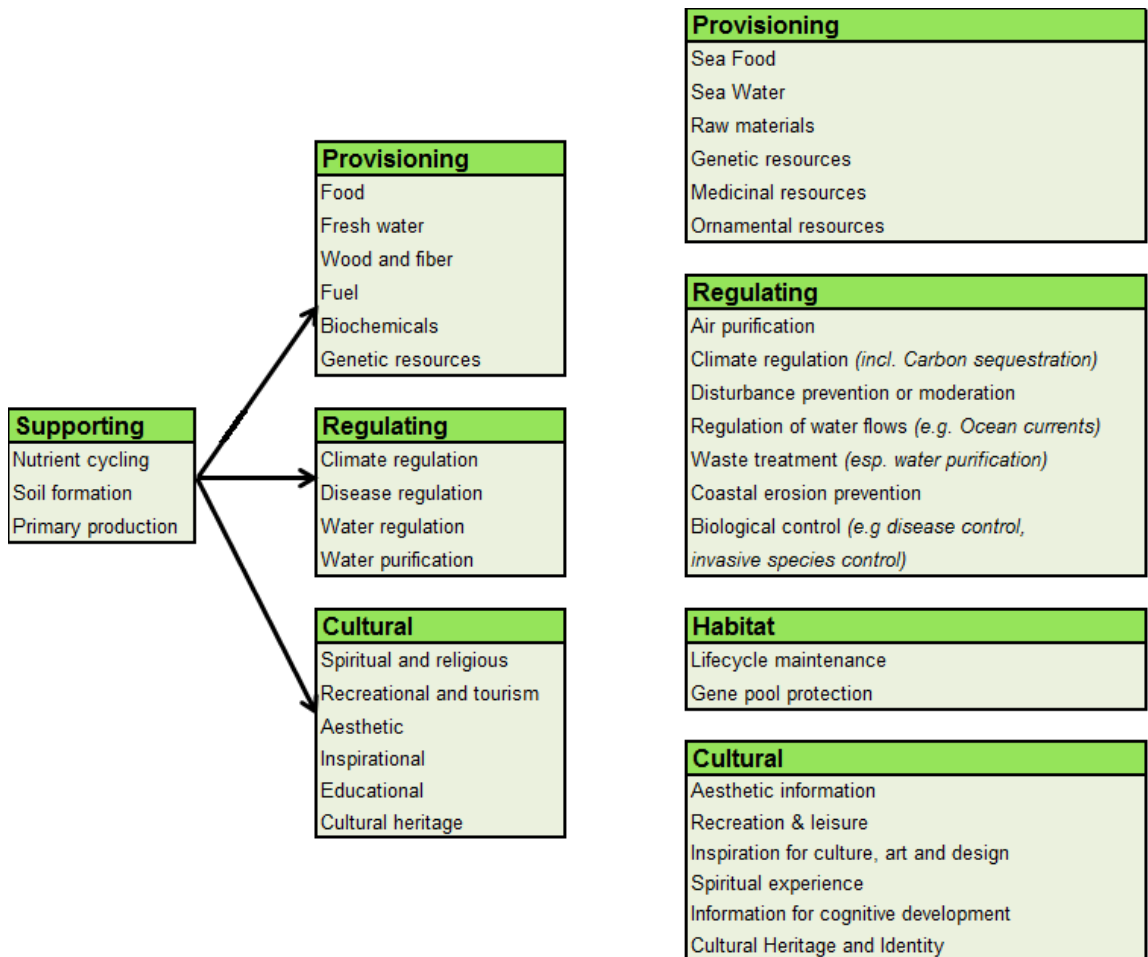 Supporting
Nutrient cycling
Soil formation
Primary production
Provisioning
Food
Fresh water
Wood and fiber
Fuel
Biochemicals
Genetic resources
Regulating
Climate regulation
Disease regulation
Water regulation
Water purification
Cultural
Spiritual and religious
Recreational and tourism
Aesthetic
Inspirational
Educational
Cultural heritage
Provisioning
Sea Food
Sea Water
Raw materials
Genetic resources
Medicinal resources
Ornamental resources
Regulating
Air purification
Climate regulation (incl. Carbon sequestration)
Disturbance prevention or moderation
Regulation of water flows (e.g. Ocean currents)
Waste treatment (esp. water purification)
Coastal erosion prevention
Biological control (e.g disease control,
invasive species control)
Habitat
Lifecycle maintenance
Gene pool protection
Cultural
Aesthetic information
Recreation & leisure
Inspiration for culture, art and design
Spiritual experience
Information for cognitive development
Cultural Heritage and Identity